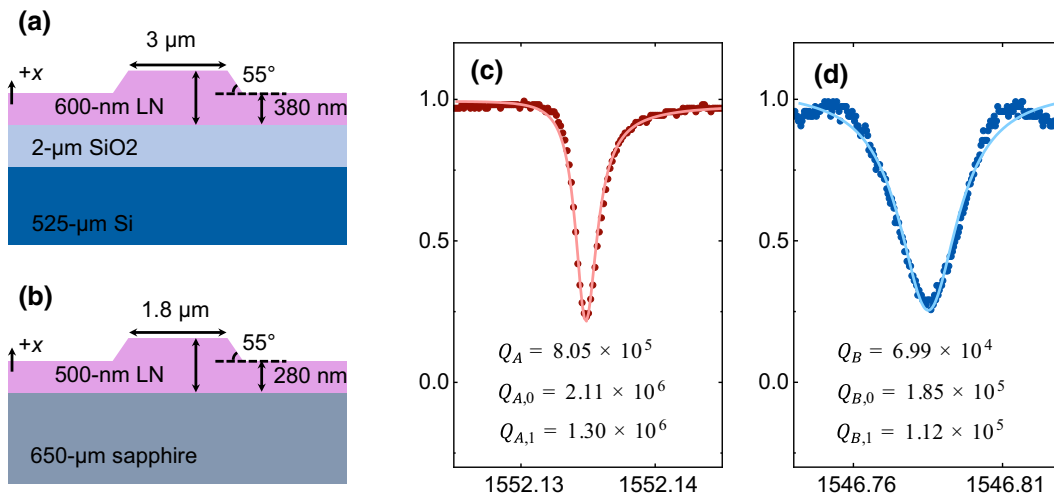 (a)
3 µm
+x
55°
600-nm LN
380 nm
2-µm SiO2
525-µm Si
(b)
1.8 µm
+x
55°
500-nm LN
280 nm
650-µm sapphire
(c)
1.0
0.5
0.0
Q_A = 8.05 × 10^5
Q_{A,0} = 2.11 × 10^6
Q_{A,1} = 1.30 × 10^6
1552.13 1552.14
(d)
1.0
0.5
0.0
Q_B = 6.99 × 10^4
Q_{B,0} = 1.85 × 10^5
Q_{B,1} = 1.12 × 10^5
1546.76 1546.81